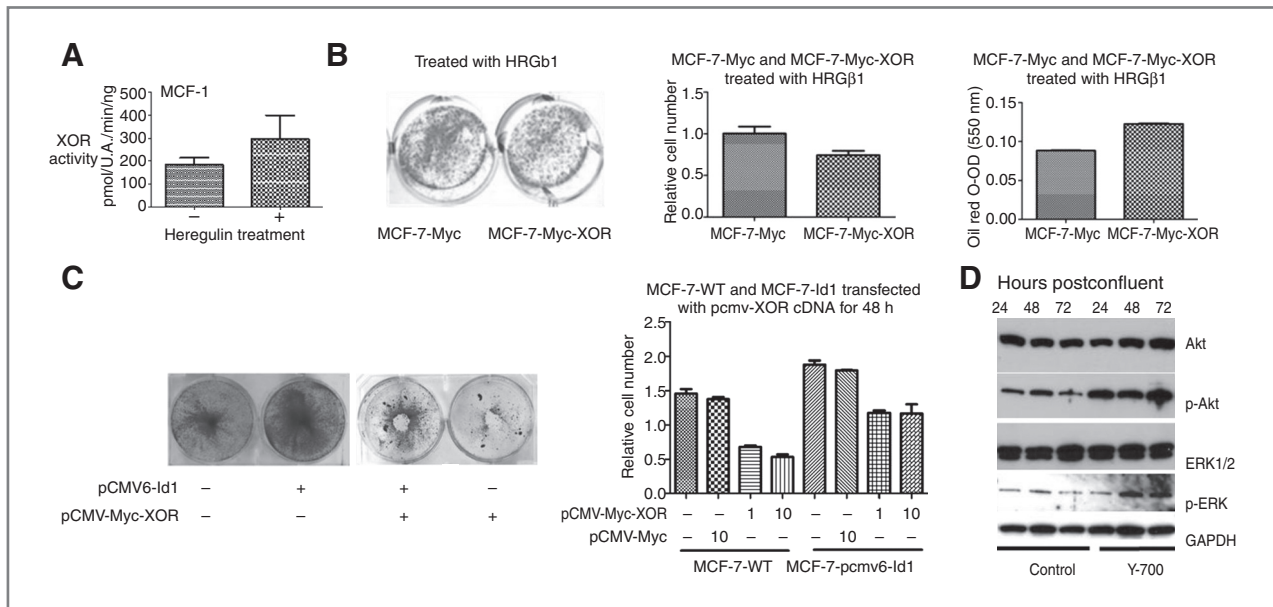 A
MCF-1
500
400
300
200
100
0
XOR
activity
pmol/U.A./min/ng
– +
Heregulin treatment
B
Treated with HRGb1
MCF-7-Myc MCF-7-Myc-XOR
MCF-7-Myc and MCF-7-Myc-XOR
treated with HRGβ1
Relative cell number
1.5
1.0
0.5
0.0
MCF-7-Myc MCF-7-Myc-XOR
MCF-7-Myc and MCF-7-Myc-XOR
treated with HRGβ1
Oil red O-OD (550 nm)
0.15
0.10
0.05
0.00
MCF-7-Myc MCF-7-Myc-XOR
C
pCMV6-Id1 – + + –
pCMV-Myc-XOR – – + +
MCF-7-WT and MCF-7-Id1 transfected
with pcmv-XOR cDNA for 48 h
Relative cell number
2.5
2.0
1.5
1.0
0.5
0.0
pCMV-Myc-XOR – – 1 10 – – 1 10
pCMV-Myc – 10 – – – 10 – –
MCF-7-WT MCF-7-pcmv6-Id1
D
Hours postconfluent
24 48 72 24 48 72
Akt
p-Akt
ERK1/2
p-ERK
GAPDH
Control Y-700